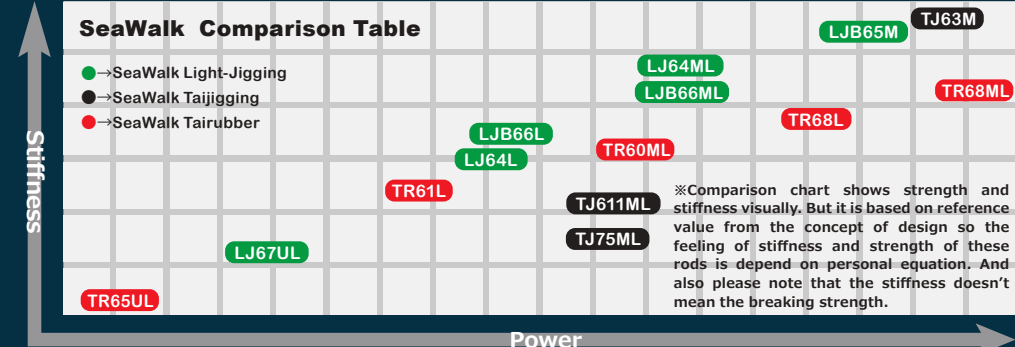 SeaWalk Comparison Table
TJ63M
LJB65M
●→SeaWalk Light-Jigging
●→SeaWalk Taijigging
●→SeaWalk Tairubber
LJ64ML
LJB66ML
TR68ML
TR68L
LJB66L
TR60ML
LJ64L
TR61L
TJ611ML
TJ75ML
LJ67UL
TR65UL
※Comparison chart shows strength and
stiffness visually. But it is based on reference
value from the concept of design so the
feeling of stiffness and strength of these
rods is depend on personal equation. And
also please note that the stiffness doesn't
mean the breaking strength.
Stiffness
Power